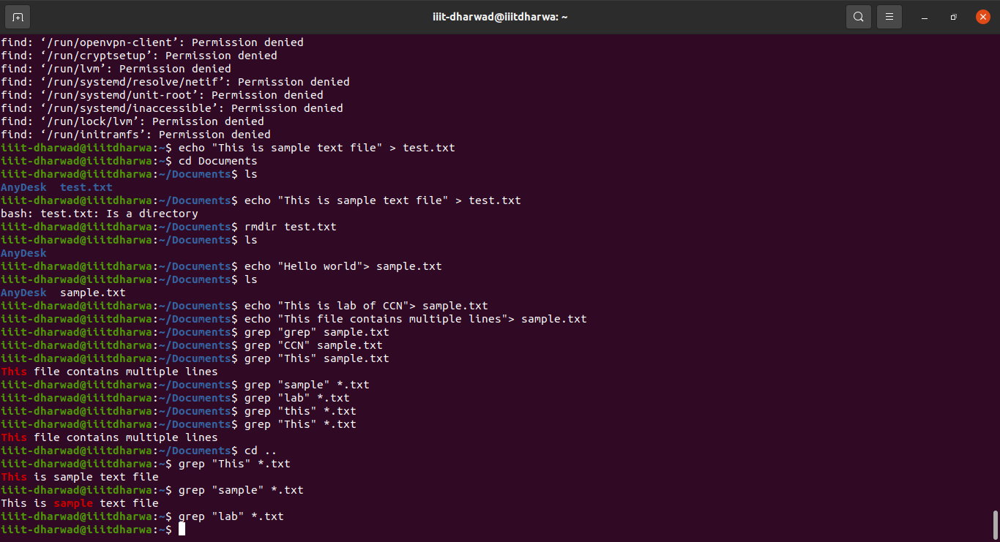 iiit-dharwad@iiitdharwa: ~
find: ‘/run/openvpn-client’: Permission denied
find: ‘/run/cryptsetup’: Permission denied
find: ‘/run/lvm’: Permission denied
find: ‘/run/systemd/resolve/netif’: Permission denied
find: ‘/run/systemd/unit-root’: Permission denied
find: ‘/run/systemd/inaccessible’: Permission denied
find: ‘/run/lock/lvm’: Permission denied
find: ‘/run/initramfs’: Permission denied
iiit-dharwad@iiitdharwa:~$ echo "This is sample text file" > test.txt
iiit-dharwad@iiitdharwa:~$ cd Documents
iiit-dharwad@iiitdharwa:~/Documents$ ls
AnyDesk  test.txt
iiit-dharwad@iiitdharwa:~/Documents$ echo "This is sample text file" > test.txt
bash: test.txt: Is a directory
iiit-dharwad@iiitdharwa:~/Documents$ rmdir test.txt
iiit-dharwad@iiitdharwa:~/Documents$ ls
AnyDesk
iiit-dharwad@iiitdharwa:~/Documents$ echo "Hello world"> sample.txt
iiit-dharwad@iiitdharwa:~/Documents$ ls
AnyDesk  sample.txt
iiit-dharwad@iiitdharwa:~/Documents$ echo "This is lab of CCN"> sample.txt
iiit-dharwad@iiitdharwa:~/Documents$ echo "This file contains multiple lines"> sample.txt
iiit-dharwad@iiitdharwa:~/Documents$ grep "grep" sample.txt
iiit-dharwad@iiitdharwa:~/Documents$ grep "CCN" sample.txt
iiit-dharwad@iiitdharwa:~/Documents$ grep "This" sample.txt
This file contains multiple lines
iiit-dharwad@iiitdharwa:~/Documents$ grep "sample" *.txt
iiit-dharwad@iiitdharwa:~/Documents$ grep "lab" *.txt
iiit-dharwad@iiitdharwa:~/Documents$ grep "this" *.txt
iiit-dharwad@iiitdharwa:~/Documents$ grep "This" *.txt
This file contains multiple lines
iiit-dharwad@iiitdharwa:~/Documents$ cd ..
iiit-dharwad@iiitdharwa:~$ grep "This" *.txt
This is sample text file
iiit-dharwad@iiitdharwa:~$ grep "sample" *.txt
This is sample text file
iiit-dharwad@iiitdharwa:~$ grep "lab" *.txt
iiit-dharwad@iiitdharwa:~$